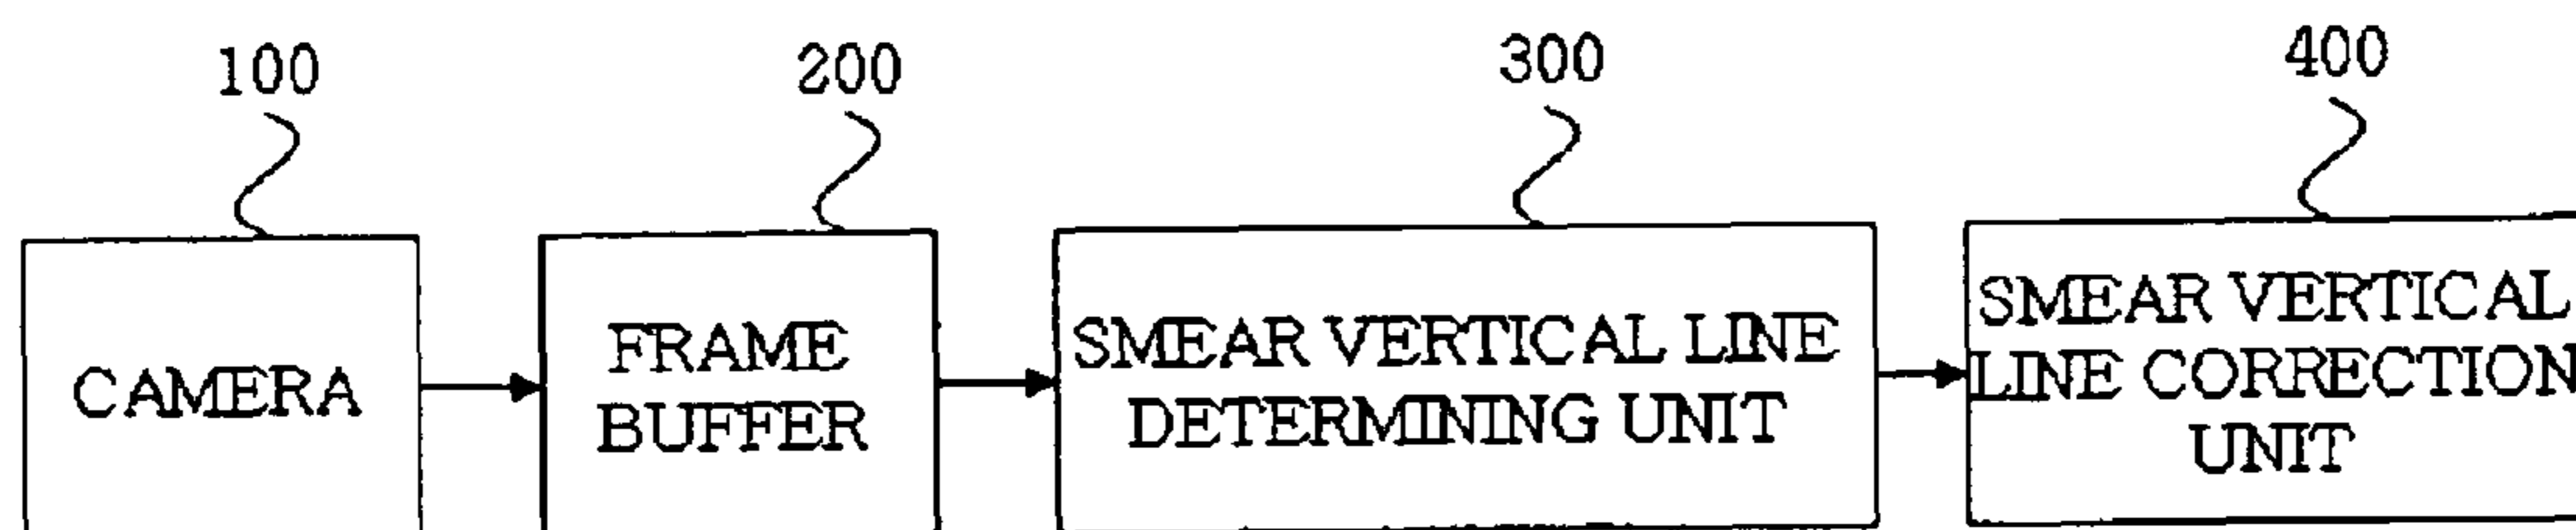 100
200
300
400
CAMERA
FRAME
BUFFER
SMEAR VERTICAL LINE
DETERMINING UNIT
SMEAR VERTICAL
LINE CORRECTION
UNIT